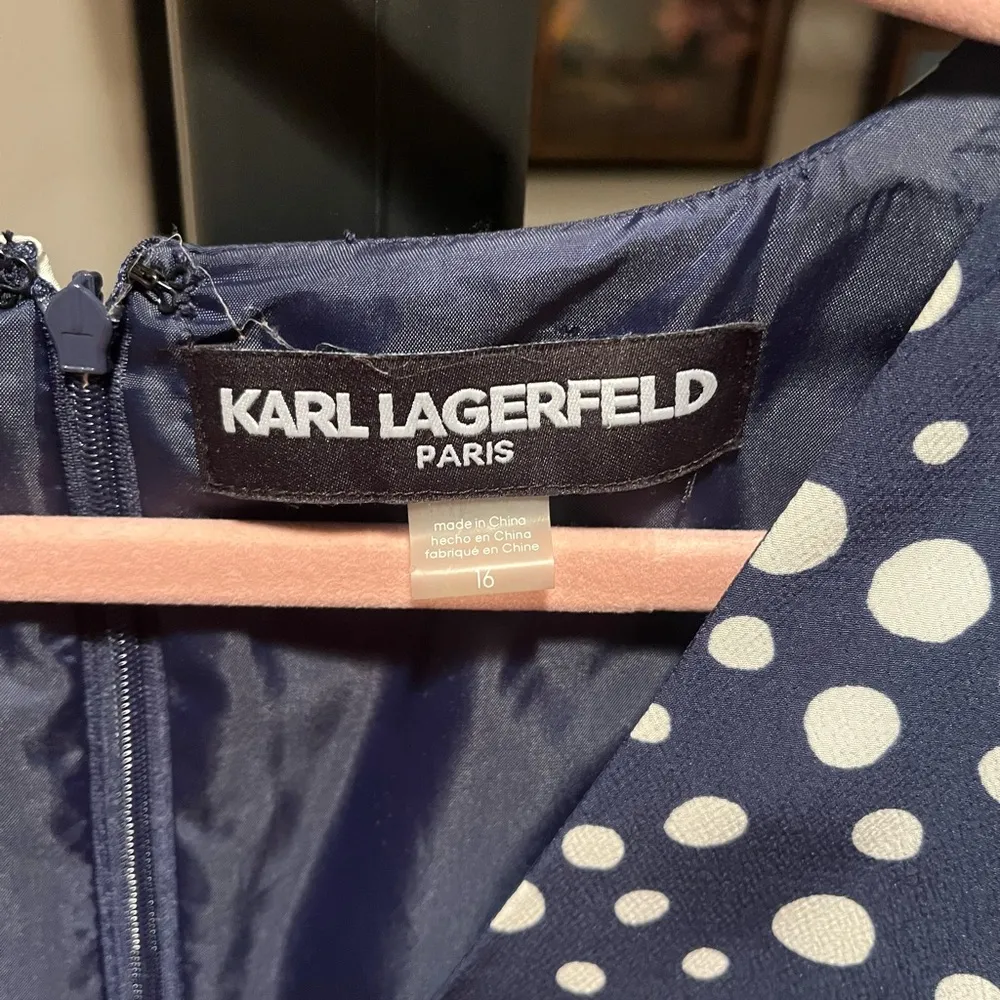 KARL LAGERFELD
PARIS
made in China
hecho en China
fabriqué en Chine
16